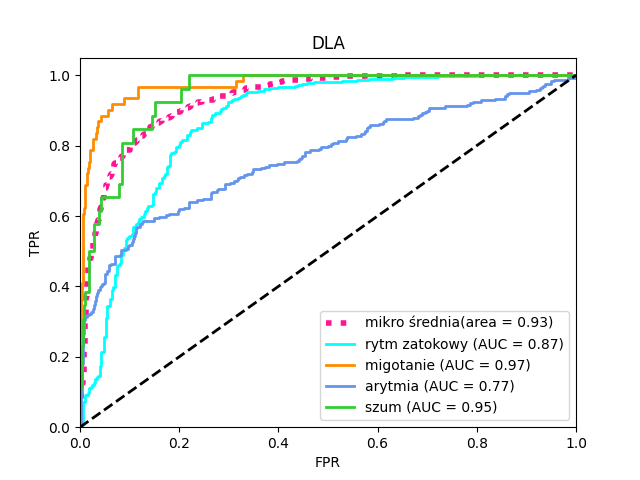 DLA
TPR
1.0
0.8
0.6
0.4
0.2
0.0
0.0 0.2 0.4 0.6 0.8 1.0
FPR
mikro średnia(area = 0.93)
rytm zatokowy (AUC = 0.87)
migotanie (AUC = 0.97)
arytmia (AUC = 0.77)
szum (AUC = 0.95)